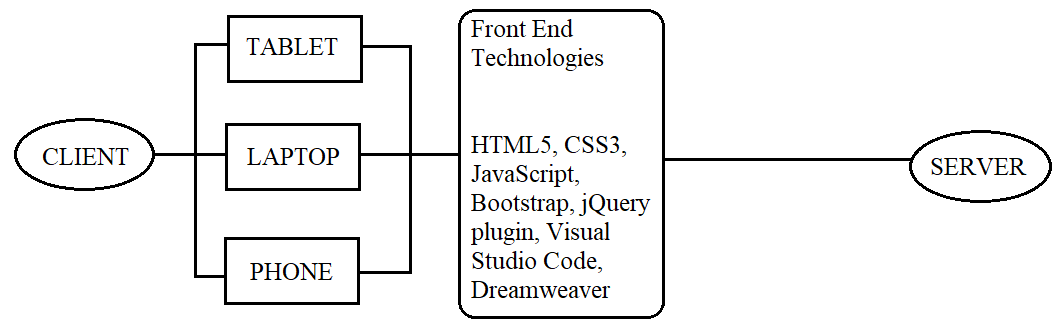 TABLET
CLIENT
LAPTOP
PHONE
Front End
Technologies
HTML5, CSS3,
JavaScript,
Bootstrap, jQuery
plugin, Visual
Studio Code,
Dreamweaver
SERVER